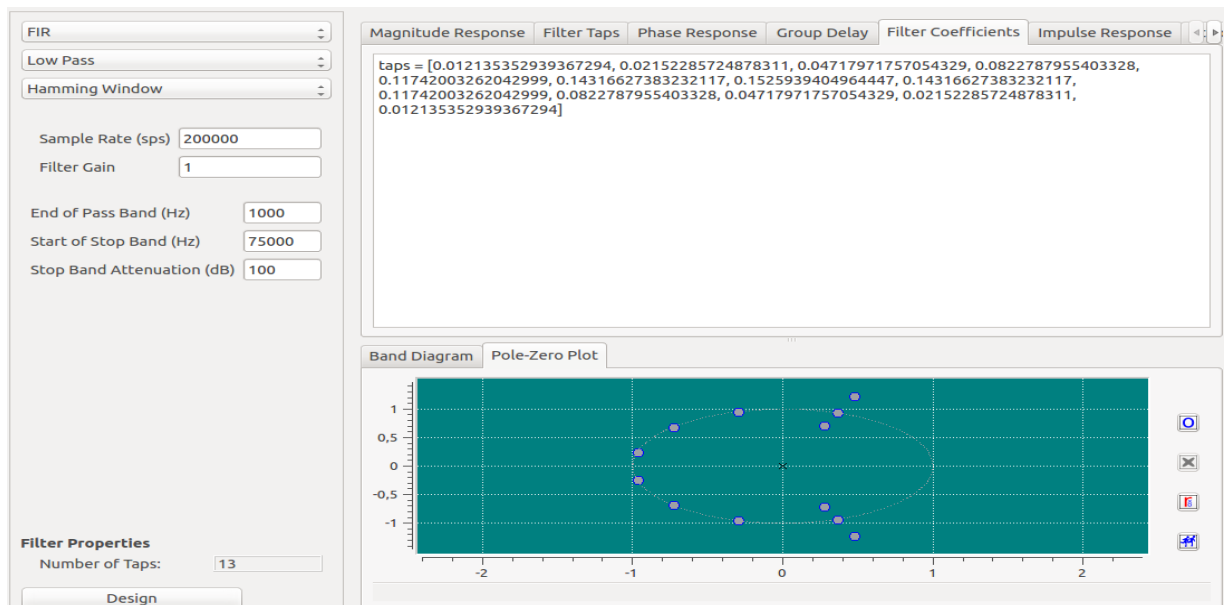 FIR
Low Pass
Hamming Window
Sample Rate (sps) 200000
Filter Gain 1
End of Pass Band (Hz) 1000
Start of Stop Band (Hz) 75000
Stop Band Attenuation (dB) 100
Filter Properties
Number of Taps: 13
Design
Magnitude Response Filter Taps Phase Response Group Delay Filter Coefficients Impulse Response
taps = [0.012135352939367294, 0.02152285724878311, 0.04717971757054329, 0.0822787955403328,
0.11742003262042999, 0.14316627383232117, 0.1525939404964447, 0.14316627383232117,
0.11742003262042999, 0.0822787955403328, 0.04717971757054329, 0.02152285724878311,
0.012135352939367294]
Band Diagram Pole-Zero Plot
1
0,5
0
-0,5
-1
-2 -1 0 1 2